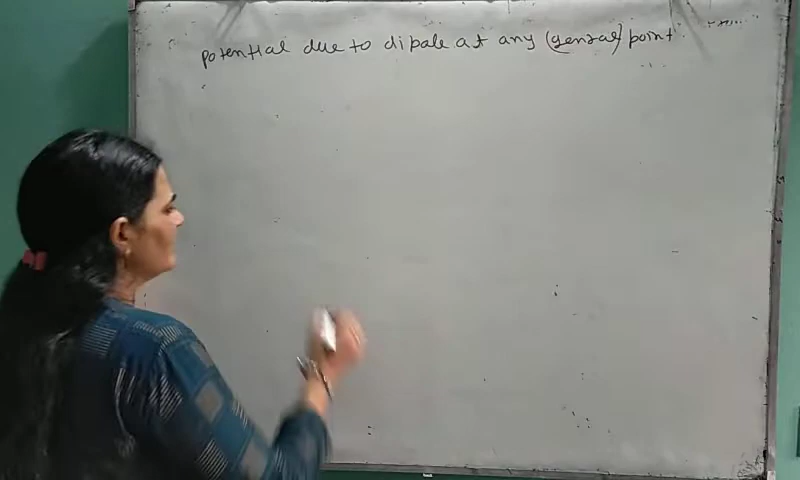 potential due to dipole at any (genral) point